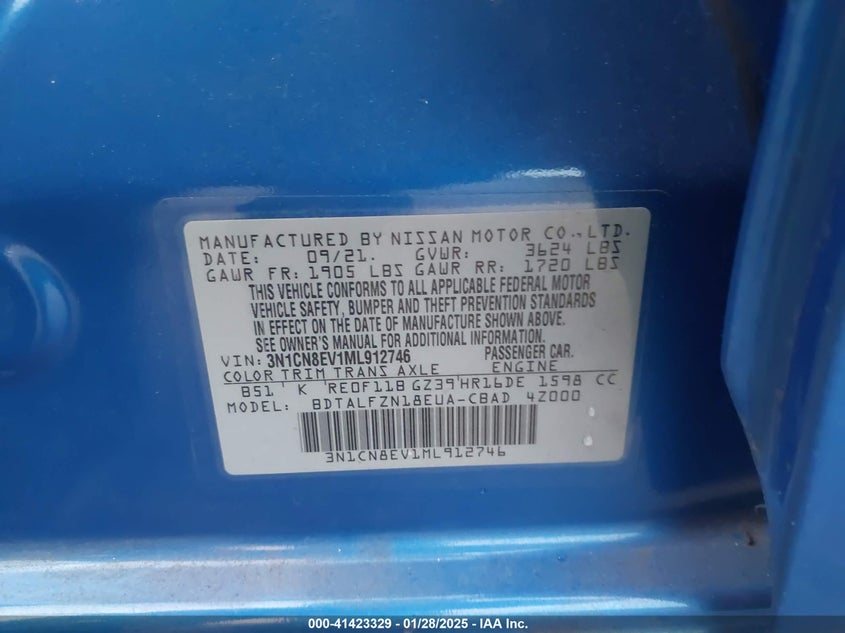 MANUFACTURED BY NISSAN MOTOR CO., LTD.
DATE: 09/21. GVWR: 3624 LBS
GAWR FR: 1905 LBS GAWR RR: 1720 LBS
THIS VEHICLE CONFORMS TO ALL APPLICABLE FEDERAL MOTOR
VEHICLE SAFETY, BUMPER AND THEFT PREVENTION STANDARDS
IN EFFECT ON THE DATE OF MANUFACTURE SHOWN ABOVE.
SEE OWNER'S MANUAL FOR ADDITIONAL INFORMATION.
VIN: 3N1CN8EV1ML912746 PASSENGER CAR.
COLOR TRIM TRANS AXLE ENGINE
B51 K RE0F11B GZ39 HR16DE 1598 CC
MODEL: BDTALFZN18EUA-CBAD 4Z000
3N1CN8EV1ML912746
000-41423329 - 01/28/2025 - IAAI.com